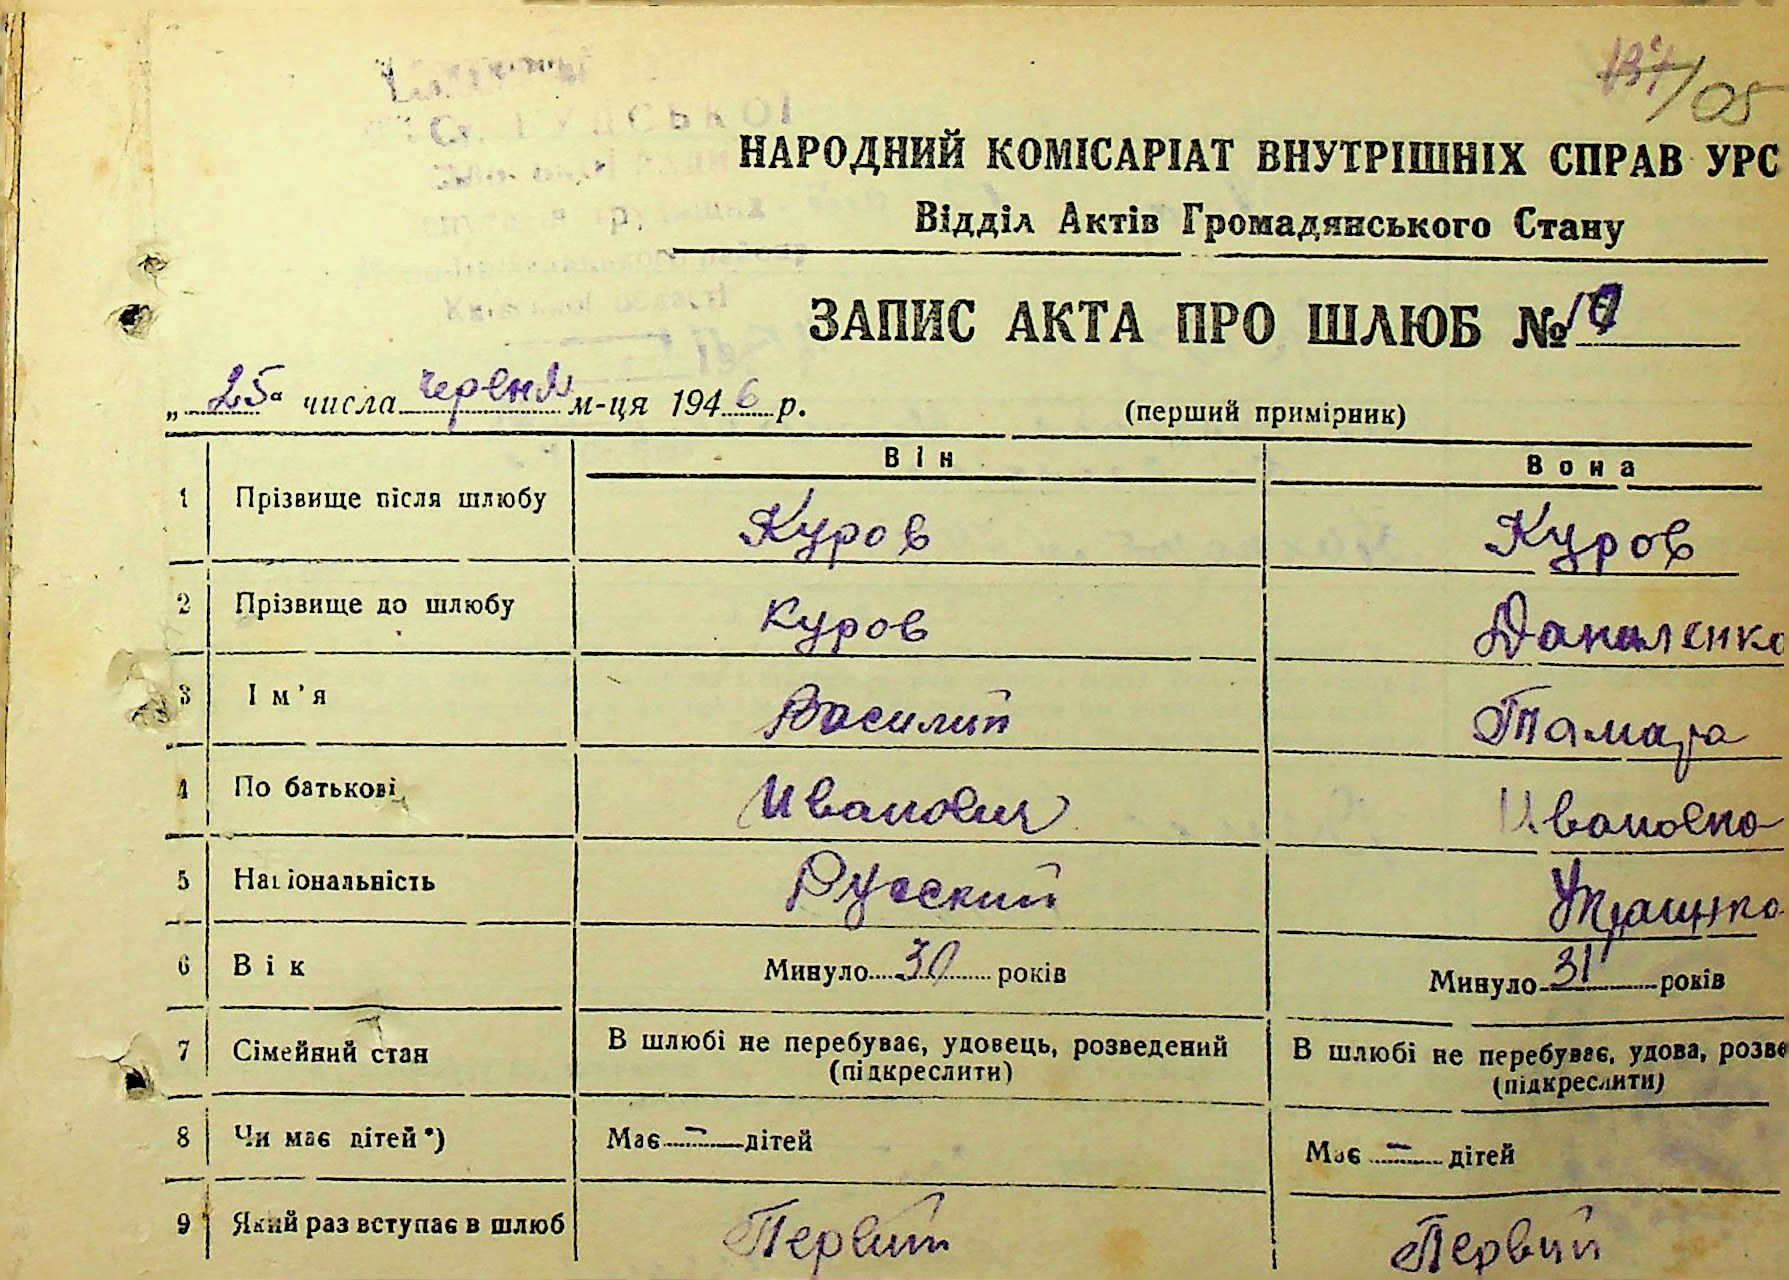 /05
НАРОДНИЙ КОМІСАРІАТ ВНУТРІШНІХ СПРАВ УРС
Відділ Актів Громадянського Стану
ЗАПИС АКТА ПРО ШЛЮБ №
„25“ числа червня м-ця 1946 р.
(перший примірник)
Він Вона
1 Прізвище після шлюбу Куров Куров
2 Прізвище до шлюбу Куров Даниленко
3 Ім'я Василий Тамара
4 По батькові Иванович Ивановна
5 Національність Русский Украинка
6 Вік Минуло 30 років Минуло 31 років
7 Сімейний стан В шлюбі не перебуває, удовець, розведений В шлюбі не перебуває, удова, розве
(підкреслити) (підкреслити)
8 Чи має дітей*) Має – дітей Має – дітей
9 Який раз вступає в шлюб Первий Первий